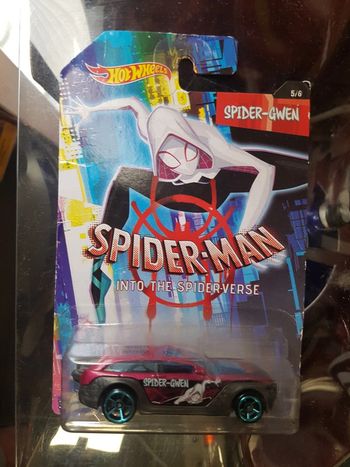 HOT WHEELS
5/6
SPIDER-GWEN
SPIDER-MAN
INTO THE SPIDER-VERSE
SPIDER-GWEN